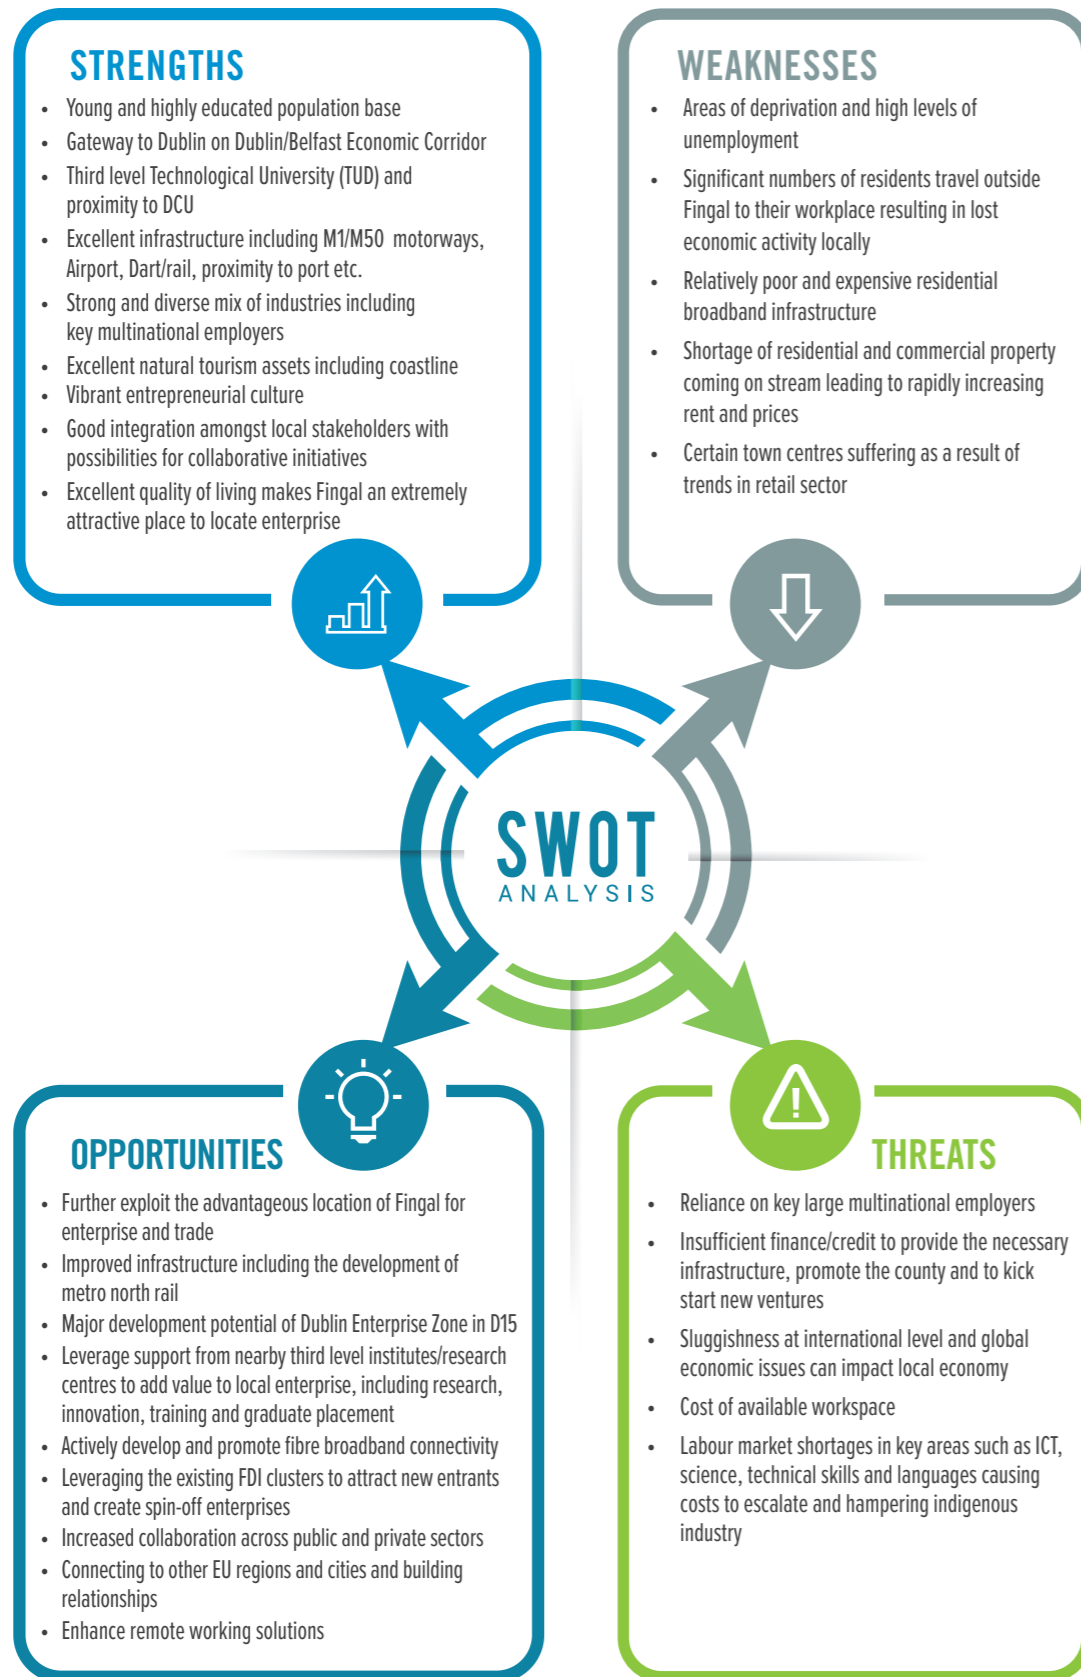 STRENGTHS
• Young and highly educated population base
• Gateway to Dublin on Dublin/Belfast Economic Corridor
• Third level Technological University (TUD) and
proximity to DCU
• Excellent infrastructure including M1/M50 motorways,
Airport, Dart/rail, proximity to port etc.
• Strong and diverse mix of industries including
key multinational employers
• Excellent natural tourism assets including coastline
• Vibrant entrepreneurial culture
• Good integration amongst local stakeholders with
possibilities for collaborative initiatives
• Excellent quality of living makes Fingal an extremely
attractive place to locate enterprise
WEAKNESSES
• Areas of deprivation and high levels of
unemployment
• Significant numbers of residents travel outside
Fingal to their workplace resulting in lost
economic activity locally
• Relatively poor and expensive residential
broadband infrastructure
• Shortage of residential and commercial property
coming on stream leading to rapidly increasing
rent and prices
• Certain town centres suffering as a result of
trends in retail sector
SWOT
ANALYSIS
OPPORTUNITIES
• Further exploit the advantageous location of Fingal for
enterprise and trade
• Improved infrastructure including the development of
metro north rail
• Major development potential of Dublin Enterprise Zone in D15
• Leverage support from nearby third level institutes/research
centres to add value to local enterprise, including research,
innovation, training and graduate placement
• Actively develop and promote fibre broadband connectivity
• Leveraging the existing FDI clusters to attract new entrants
and create spin-off enterprises
• Increased collaboration across public and private sectors
• Connecting to other EU regions and cities and building
relationships
• Enhance remote working solutions
THREATS
• Reliance on key large multinational employers
• Insufficient finance/credit to provide the necessary
infrastructure, promote the county and to kick
start new ventures
• Sluggishness at international level and global
economic issues can impact local economy
• Cost of available workspace
• Labour market shortages in key areas such as ICT,
science, technical skills and languages causing
costs to escalate and hampering indigenous
industry